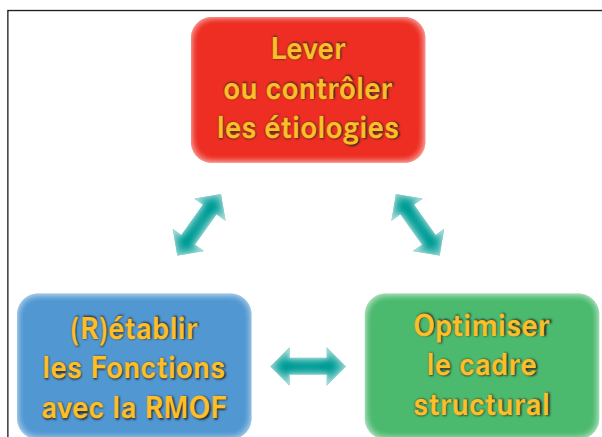 Lever
ou contrôler
les étiologies
(R)établir
les Fonctions
avec la RMOF
Optimiser
le cadre
structural